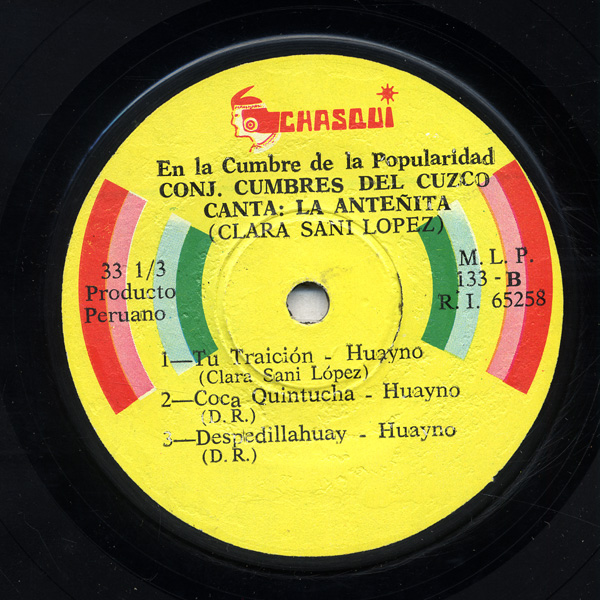 CHASQUI
En la Cumbre de la Popularidad
CONJ. CUMBRES DEL CUZCO
CANTA: LA ANTEÑITA
(CLARA SANI LOPEZ)
33 1/3
Producto
Peruano
M. L. P.
133 - B
R. I. 65258
1—Tu Traición - Huayno
(Clara Sani López)
2—Coca Quintucha - Huayno
(D. R.)
3—Despedillahuay - Huayno
(D. R.)